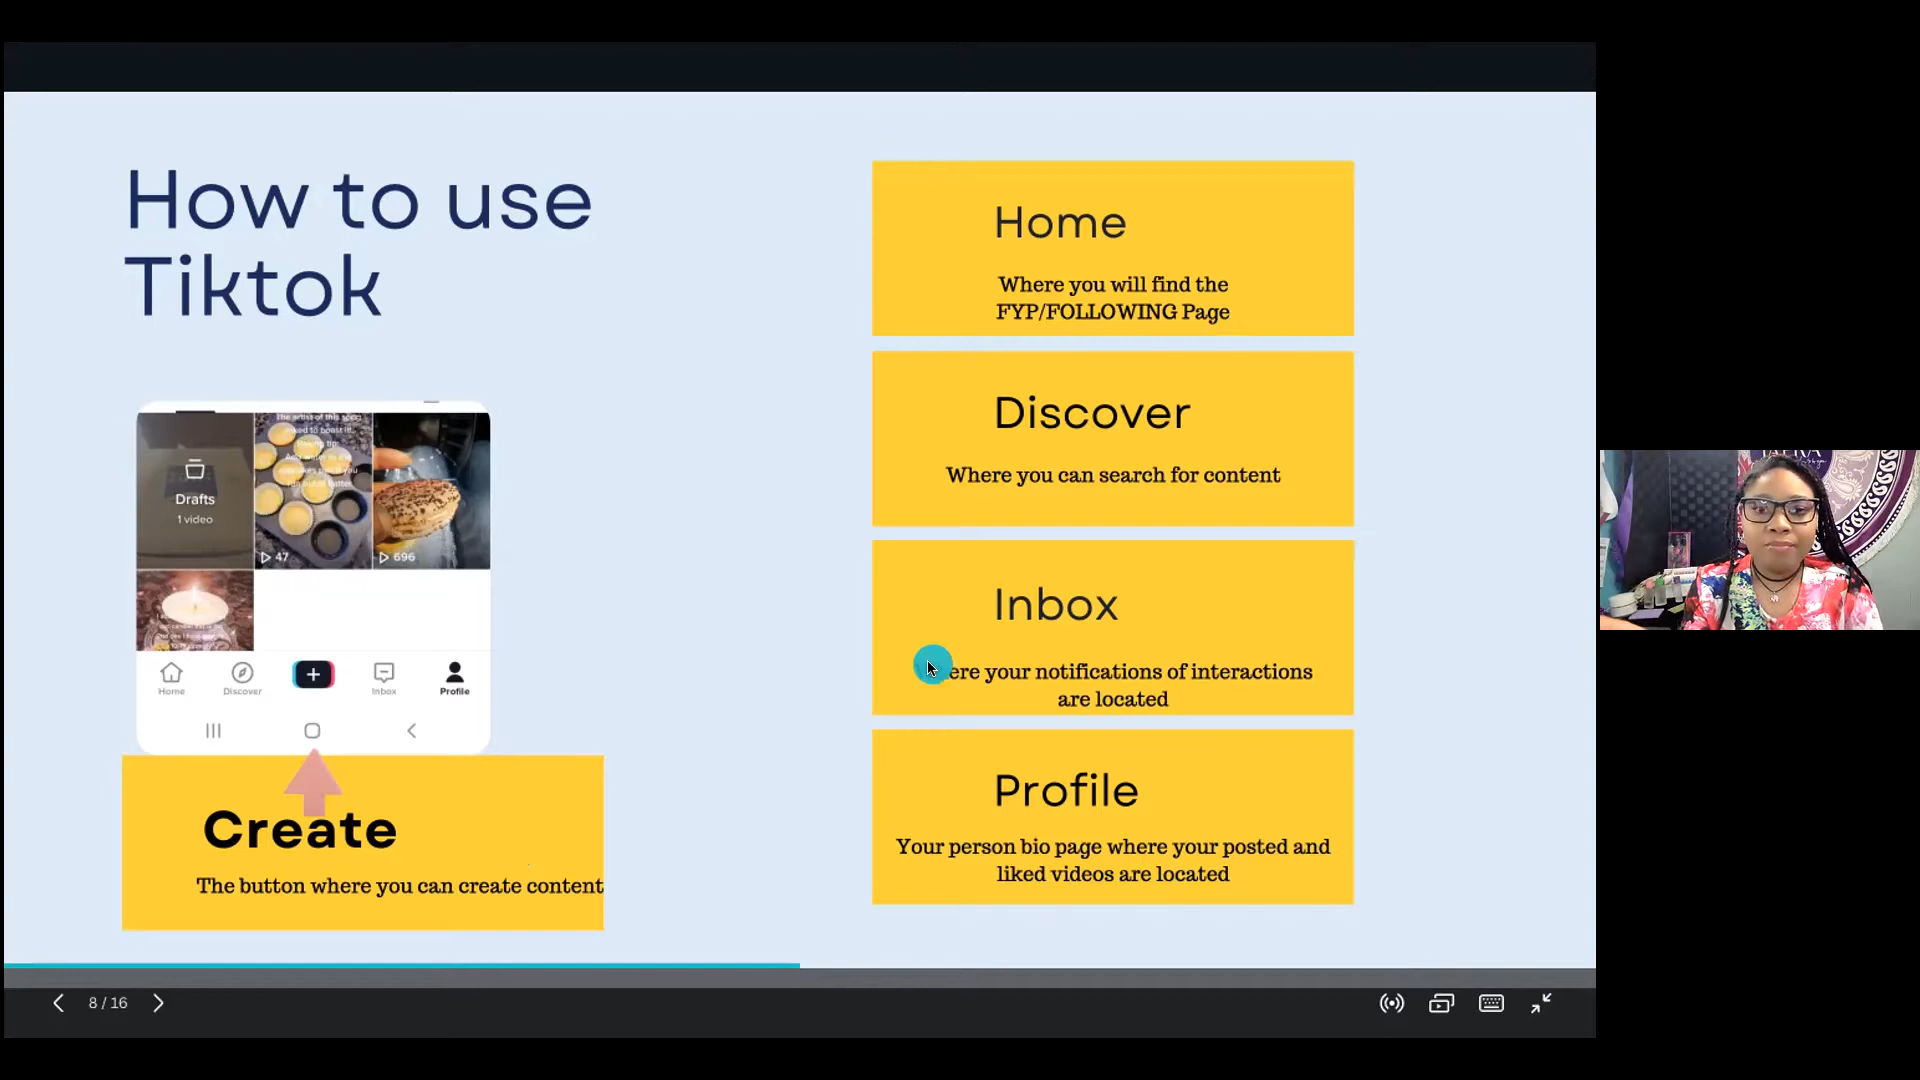 How to use
Tiktok
Drafts
1 video
47
696
Home
Discover
Inbox
Profile
Create
The button where you can create content
Home
Where you will find the
FYP/FOLLOWING Page
Discover
Where you can search for content
Inbox
your notifications of interactions
are located
Profile
Your person bio page where your posted and
liked videos are located
8 / 16